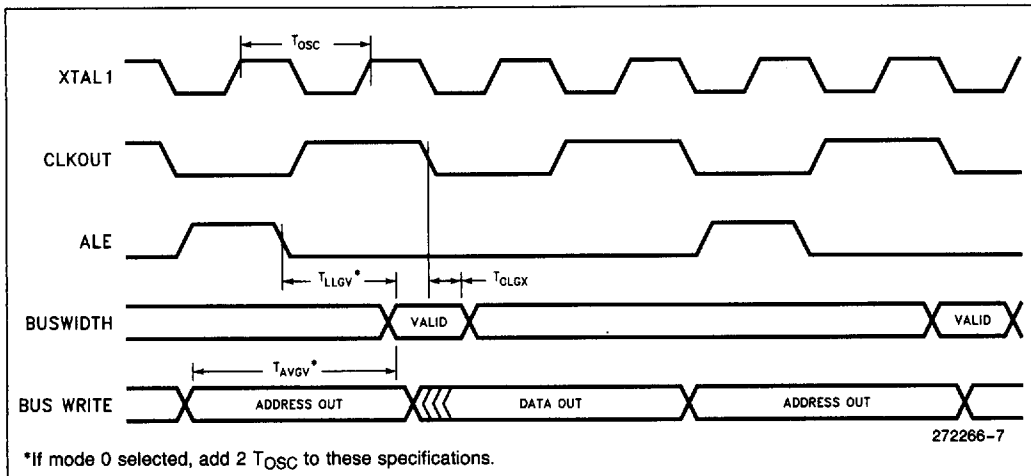 TOSC
XTAL1
CLKOUT
ALE
TLLGV*
TCLGX
BUSWIDTH
VALID
VALID
TAVGV*
BUS WRITE
ADDRESS OUT
DATA OUT
ADDRESS OUT
272266-7
*If mode 0 selected, add 2 TOSC to these specifications.